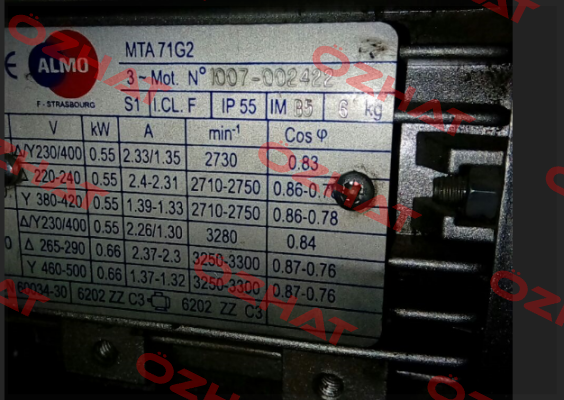 ALMO
F - STRASBOURG
MTA 71G2
3 ~ Mot. N° 1007-002422
S1 I.CL. F IP 55 IM B5 6 kg
V kW A min⁻¹ Cos φ
Δ/Y230/400 0.55 2.33/1.35 2730 0.83
Δ 220-240 0.55 2.4-2.31 2710-2750 0.86-0.7
Y 380-420 0.55 1.39-1.33 2710-2750 0.86-0.78
Δ/Y230/400 0.55 2.26/1.30 3280 0.84
Δ 265-290 0.66 2.37-2.3 3250-3300 0.87-0.76
Y 460-500 0.66 1.37-1.32 3250-3300 0.87-0.76
60034-30 6202 ZZ C3 6202 ZZ C3
OZHAT